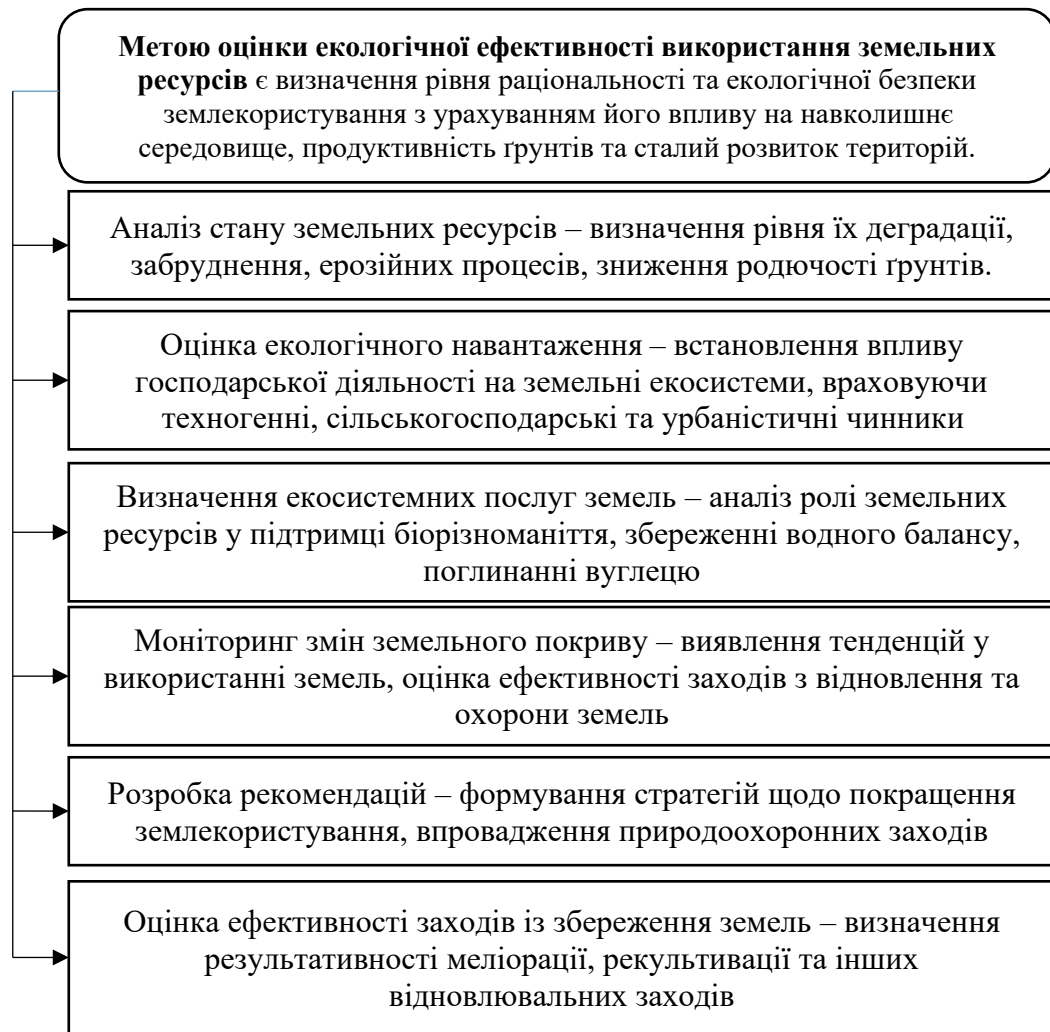 Метою оцінки екологічної ефективності використання земельних
ресурсів є визначення рівня раціональності та екологічної безпеки
землекористування з урахуванням його впливу на навколишнє
середовище, продуктивність ґрунтів та сталий розвиток територій.
Аналіз стану земельних ресурсів – визначення рівня їх деградації,
забруднення, ерозійних процесів, зниження родючості ґрунтів.
Оцінка екологічного навантаження – встановлення впливу
господарської діяльності на земельні екосистеми, враховуючи
техногенні, сільськогосподарські та урбаністичні чинники
Визначення екосистемних послуг земель – аналіз ролі земельних
ресурсів у підтримці біорізноманіття, збереженні водного балансу,
поглинанні вуглецю
Моніторинг змін земельного покриву – виявлення тенденцій у
використанні земель, оцінка ефективності заходів з відновлення та
охорони земель
Розробка рекомендацій – формування стратегій щодо покращення
землекористування, впровадження природоохоронних заходів
Оцінка ефективності заходів із збереження земель – визначення
результативності меліорації, рекультивації та інших
відновлювальних заходів